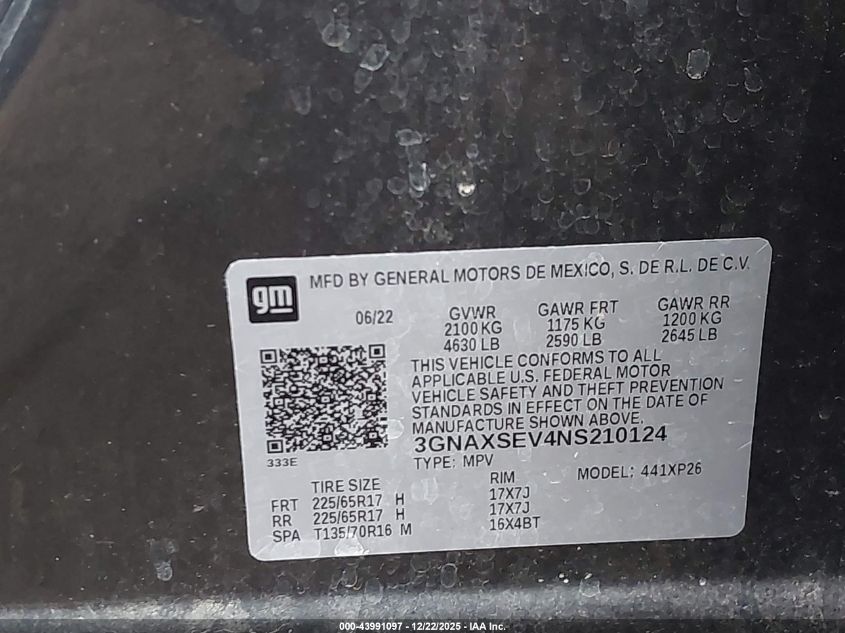 gm
MFD BY GENERAL MOTORS DE MEXICO, S. DE R.L. DE C.V.
06/22 GVWR GAWR FRT GAWR RR
2100 KG 1175 KG 1200 KG
4630 LB 2590 LB 2645 LB
THIS VEHICLE CONFORMS TO ALL
APPLICABLE U.S. FEDERAL MOTOR
VEHICLE SAFETY AND THEFT PREVENTION
STANDARDS IN EFFECT ON THE DATE OF
MANUFACTURE SHOWN ABOVE.
3GNAXSEV4NS210124
333E
TYPE: MPV MODEL: 441XP26
TIRE SIZE RIM
FRT 225/65R17 H 17X7J
RR 225/65R17 H 17X7J
SPA T135/70R16 M 16X4BT
000-43991097 - 12/22/2025 - IAA Inc.